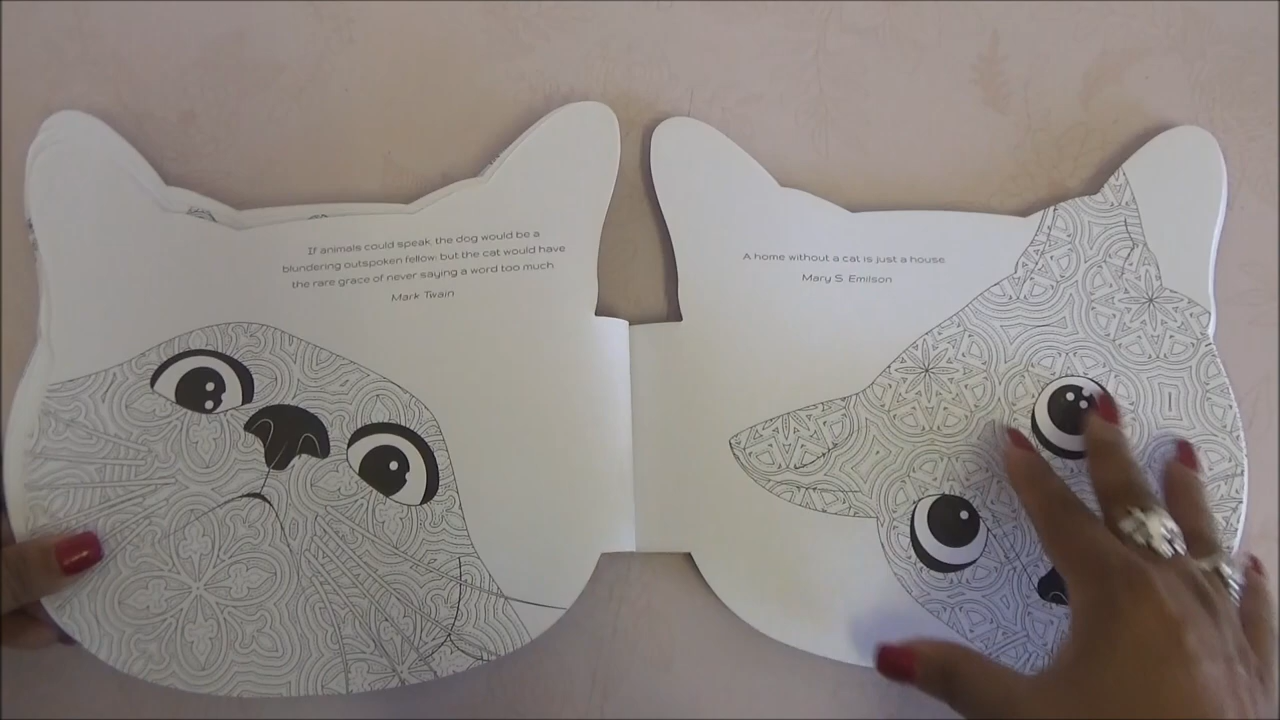 If animals could speak, the dog would be a
blundering outspoken fellow; but the cat would have
the rare grace of never saying a word too much
Mark Twain
A home without a cat is just a house
Mary S. Emilson